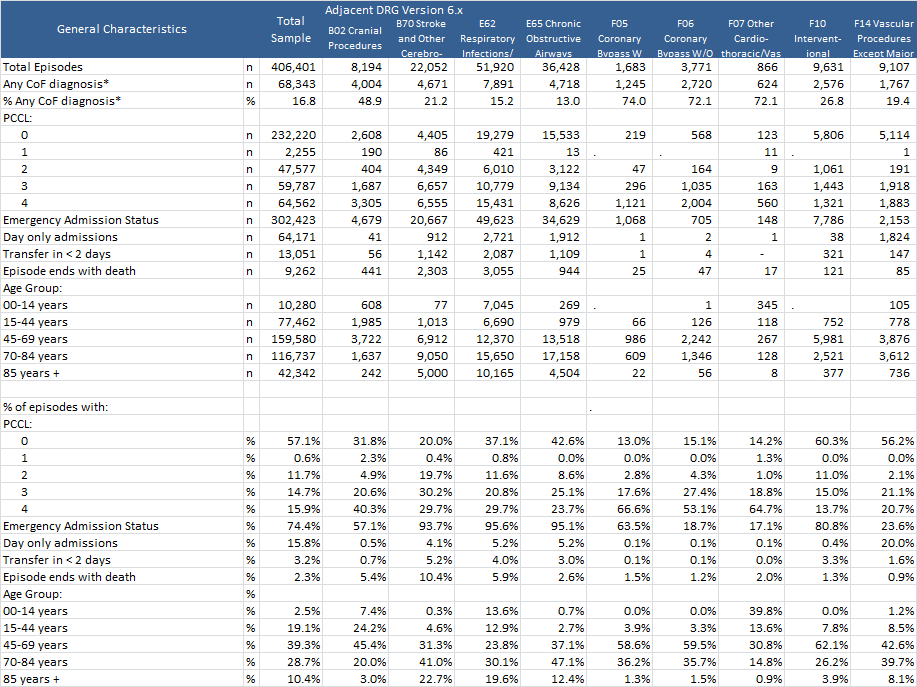 Adjacent DRG Version 6.x
General Characteristics Total Sample B02 Cranial Procedures B70 Stroke and Other Cerebro- E62 Respiratory Infections/ E65 Chronic Obstructive Airways F05 Coronary Bypass W F06 Coronary Bypass W/O F07 Other Cardio-thoracic/Vas F10 Intervent-ional F14 Vascular Procedures Except Major
Total Episodes n 406,401 8,194 22,052 51,920 36,428 1,683 3,771 866 9,631 9,107
Any CoF diagnosis* n 68,343 4,004 4,671 7,891 4,718 1,245 2,720 624 2,576 1,767
% Any CoF diagnosis* % 16.8 48.9 21.2 15.2 13.0 74.0 72.1 72.1 26.8 19.4
PCCL:
0 n 232,220 2,608 4,405 19,279 15,533 219 568 123 5,806 5,114
1 n 2,255 190 86 421 13 . . 11 . 1
2 n 47,577 404 4,349 6,010 3,122 47 164 9 1,061 191
3 n 59,787 1,687 6,657 10,779 9,134 296 1,035 163 1,443 1,918
4 n 64,562 3,305 6,555 15,431 8,626 1,121 2,004 560 1,321 1,883
Emergency Admission Status n 302,423 4,679 20,667 49,623 34,629 1,068 705 148 7,786 2,153
Day only admissions n 64,171 41 912 2,721 1,912 1 2 1 38 1,824
Transfer in < 2 days n 13,051 56 1,142 2,087 1,109 1 4 - 321 147
Episode ends with death n 9,262 441 2,303 3,055 944 25 47 17 121 85
Age Group:
00-14 years n 10,280 608 77 7,045 269 . 1 345 . 105
15-44 years n 77,462 1,985 1,013 6,690 979 66 126 118 752 778
45-69 years n 159,580 3,722 6,912 12,370 13,518 986 2,242 267 5,981 3,876
70-84 years n 116,737 1,637 9,050 15,650 17,158 609 1,346 128 2,521 3,612
85 years + n 42,342 242 5,000 10,165 4,504 22 56 8 377 736
% of episodes with: .
PCCL:
0 % 57.1% 31.8% 20.0% 37.1% 42.6% 13.0% 15.1% 14.2% 60.3% 56.2%
1 % 0.6% 2.3% 0.4% 0.8% 0.0% 0.0% 0.0% 1.3% 0.0% 0.0%
2 % 11.7% 4.9% 19.7% 11.6% 8.6% 2.8% 4.3% 1.0% 11.0% 2.1%
3 % 14.7% 20.6% 30.2% 20.8% 25.1% 17.6% 27.4% 18.8% 15.0% 21.1%
4 % 15.9% 40.3% 29.7% 29.7% 23.7% 66.6% 53.1% 64.7% 13.7% 20.7%
Emergency Admission Status % 74.4% 57.1% 93.7% 95.6% 95.1% 63.5% 18.7% 17.1% 80.8% 23.6%
Day only admissions % 15.8% 0.5% 4.1% 5.2% 5.2% 0.1% 0.1% 0.1% 0.4% 20.0%
Transfer in < 2 days % 3.2% 0.7% 5.2% 4.0% 3.0% 0.1% 0.1% 0.0% 3.3% 1.6%
Episode ends with death % 2.3% 5.4% 10.4% 5.9% 2.6% 1.5% 1.2% 2.0% 1.3% 0.9%
Age Group: %
00-14 years % 2.5% 7.4% 0.3% 13.6% 0.7% 0.0% 0.0% 39.8% 0.0% 1.2%
15-44 years % 19.1% 24.2% 4.6% 12.9% 2.7% 3.9% 3.3% 13.6% 7.8% 8.5%
45-69 years % 39.3% 45.4% 31.3% 23.8% 37.1% 58.6% 59.5% 30.8% 62.1% 42.6%
70-84 years % 28.7% 20.0% 41.0% 30.1% 47.1% 36.2% 35.7% 14.8% 26.2% 39.7%
85 years + % 10.4% 3.0% 22.7% 19.6% 12.4% 1.3% 1.5% 0.9% 3.9% 8.1%